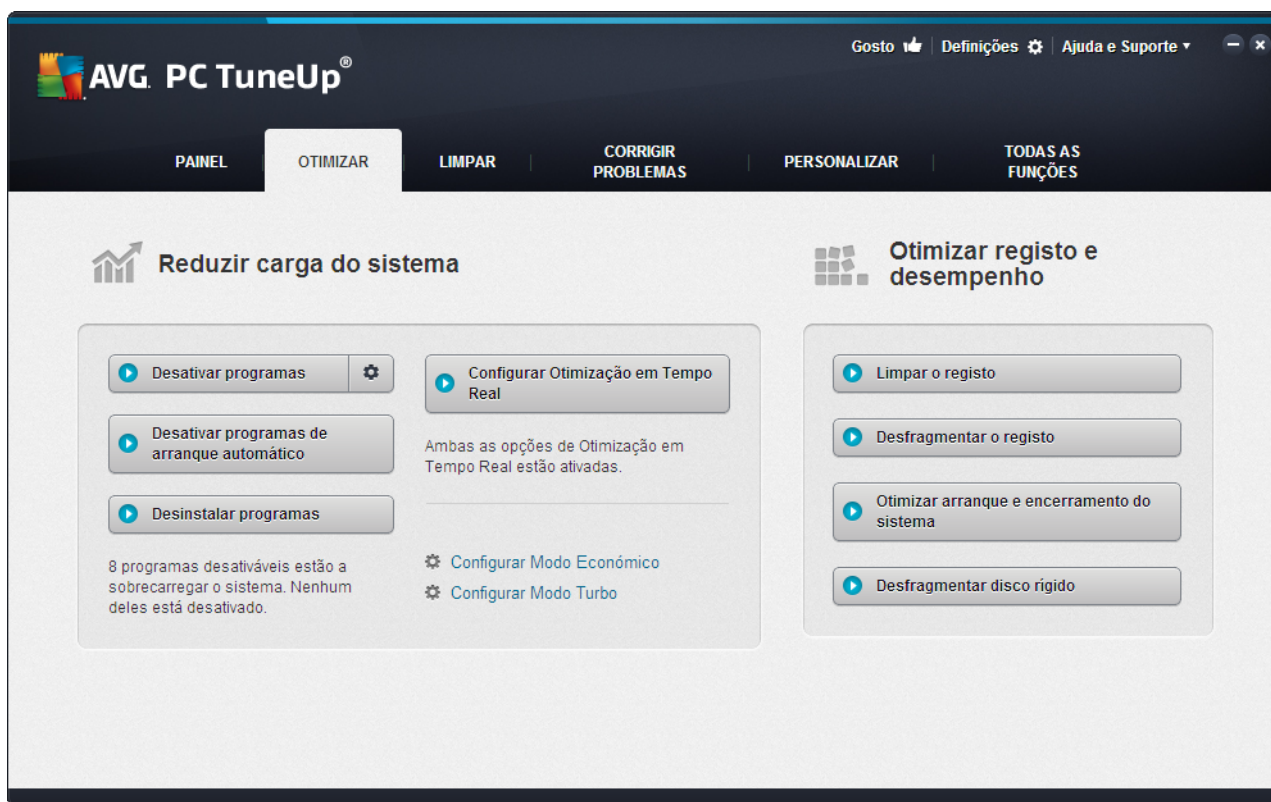 Gosto
Definições
Ajuda e Suporte
AVG. PC TuneUp®
PAINEL
OTIMIZAR
LIMPAR
CORRIGIR
PROBLEMAS
PERSONALIZAR
TODAS AS
FUNÇÕES
Reduzir carga do sistema
Desativar programas
Desativar programas de
arranque automático
Desinstalar programas
8 programas desativáveis estão a
sobrecarregar o sistema. Nenhum
deles está desativado.
Configurar Otimização em Tempo
Real
Ambas as opções de Otimização em
Tempo Real estão ativadas.
Configurar Modo Económico
Configurar Modo Turbo
Otimizar registo e
desempenho
Limpar o registo
Desfragmentar o registo
Otimizar arranque e encerramento do
sistema
Desfragmentar disco rígido